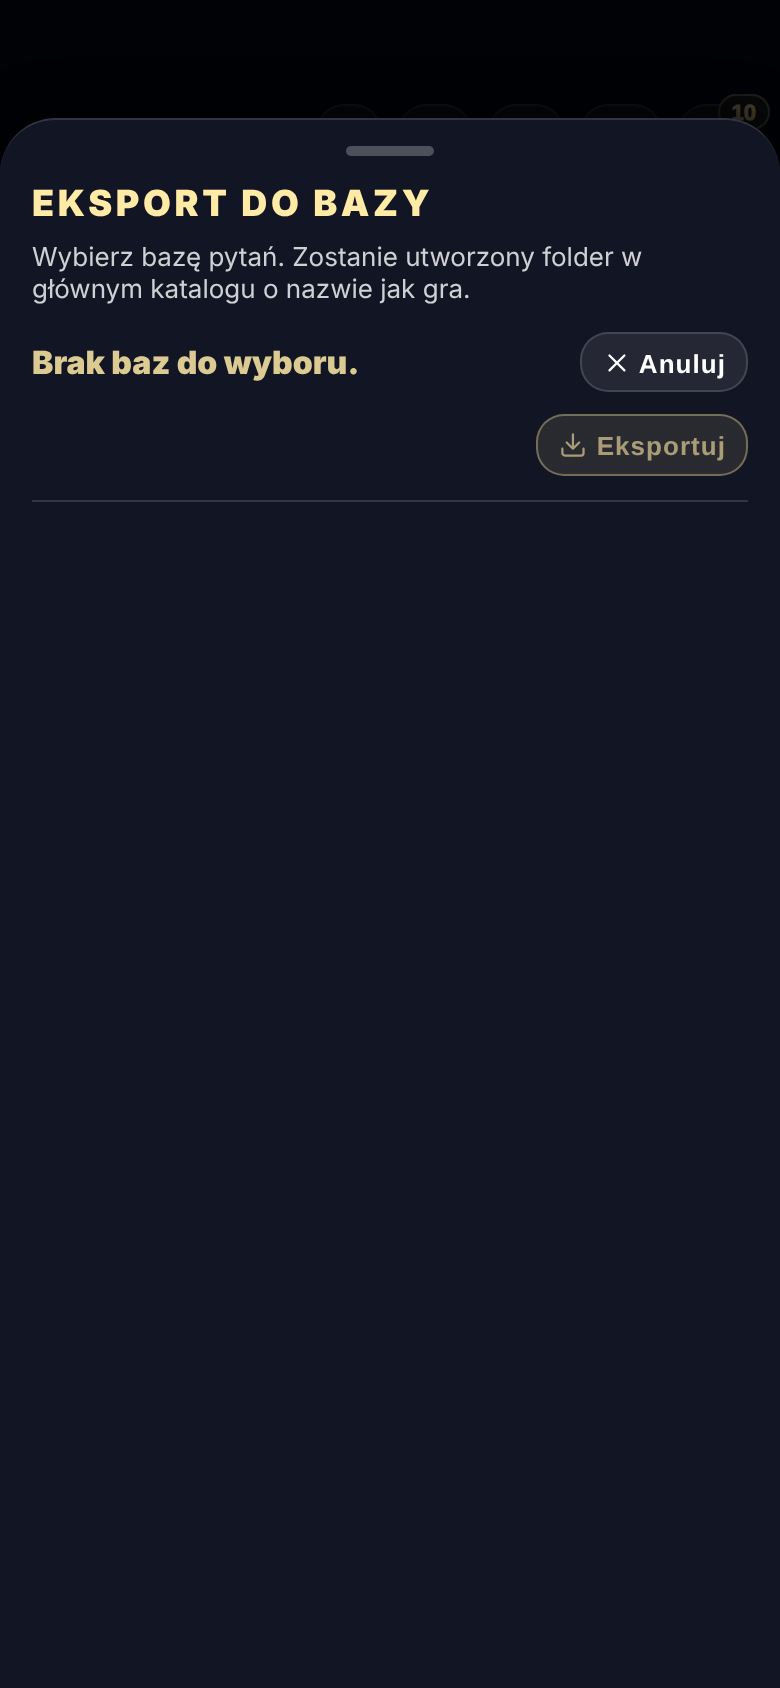 10
EKSPORT DO BAZY
Wybierz bazę pytań. Zostanie utworzony folder w
głównym katalogu o nazwie jak gra.
Brak baz do wyboru.
Anuluj
Eksportuj